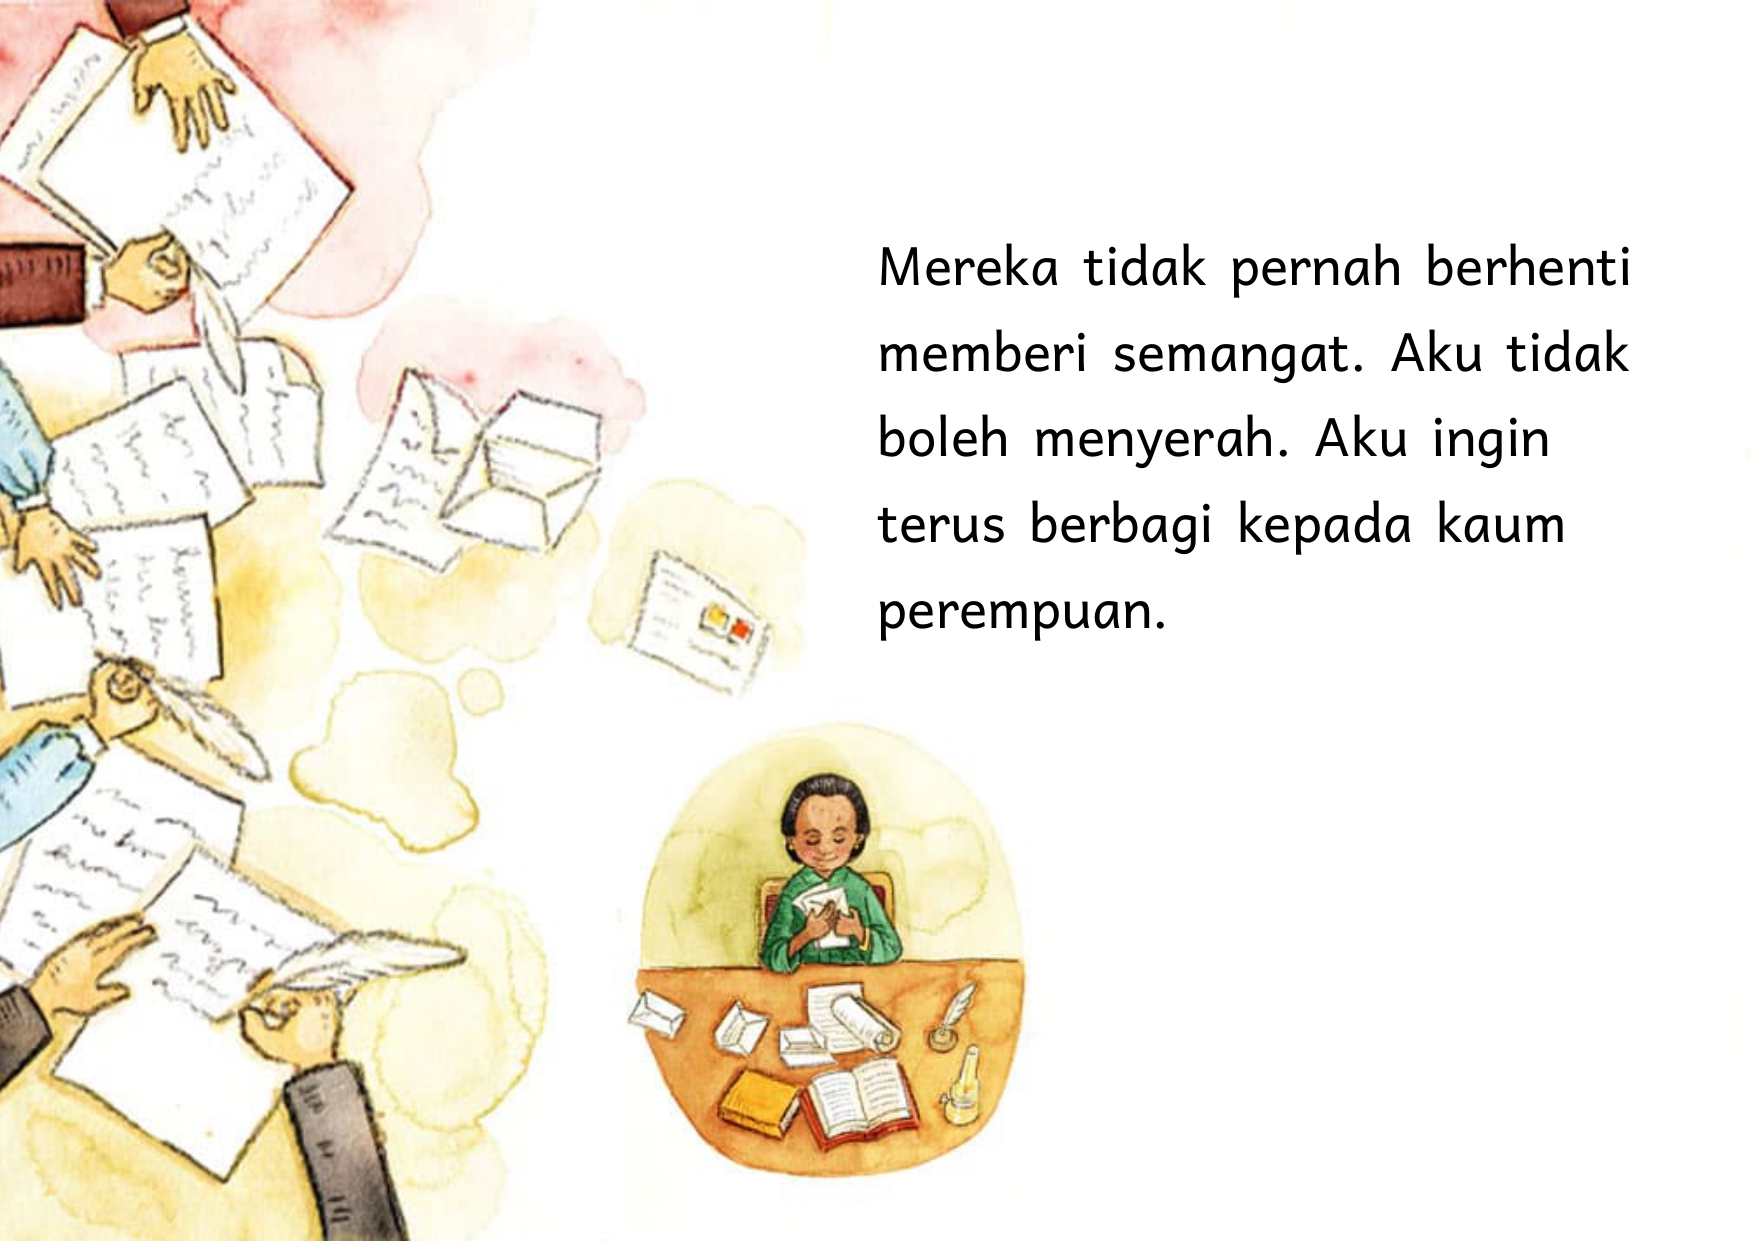 Mereka tidak pernah berhenti
memberi semangat. Aku tidak
boleh menyerah. Aku ingin
terus berbagi kepada kaum
perempuan.